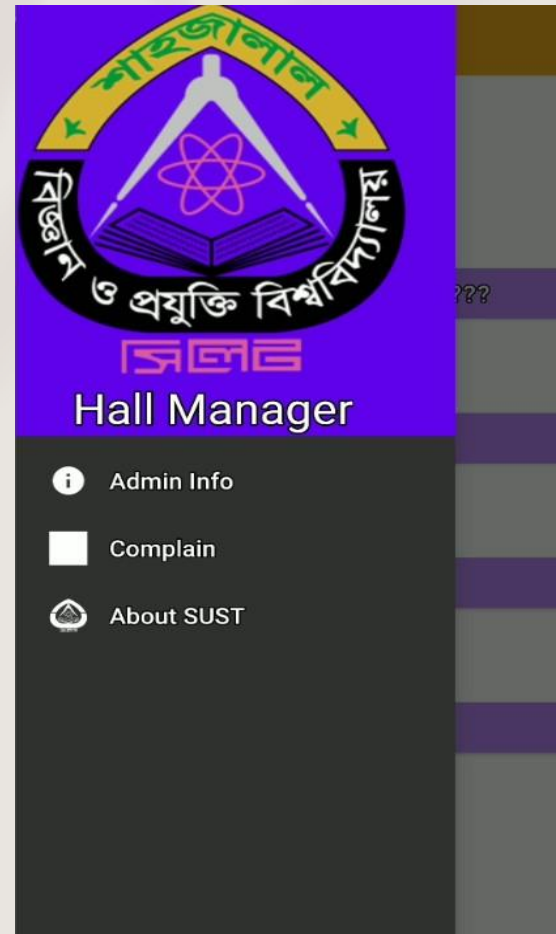 শাহজালাল
বিজ্ঞান ও প্রযুক্তি বিশ্ববিদ্যালয়
সিলেট
Hall Manager
???
Admin Info
Complain
About SUST